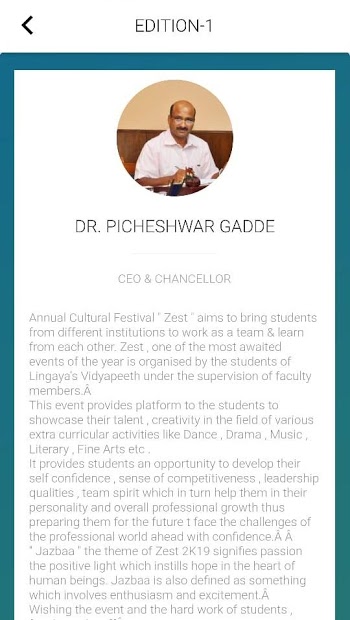 EDITION-1
DR. PICHESHWAR GADDE
CEO & CHANCELLOR
Annual Cultural Festival " Zest " aims to bring students
from different institutions to work as a team & learn
from each other. Zest , one of the most awaited
events of the year is organised by the students of
Lingaya's Vidyapeeth under the supervision of faculty
members.Â
This event provides platform to the students to
showcase their talent , creativity in the field of various
extra curricular activities like Dance , Drama , Music ,
Literary , Fine Arts etc .
It provides students an opportunity to develop their
self confidence , sense of competitiveness , leadership
qualities , team spirit which in turn help them in their
personality and overall professional growth thus
preparing them for the future t face the challenges of
the professional world ahead with confidence.Â Â
" Jazbaa " the theme of Zest 2K19 signifies passion
the positive light which instills hope in the heart of
human beings. Jazbaa is also defined as something
which involves enthusiasm and excitement.Â
Wishing the event and the hard work of students ,